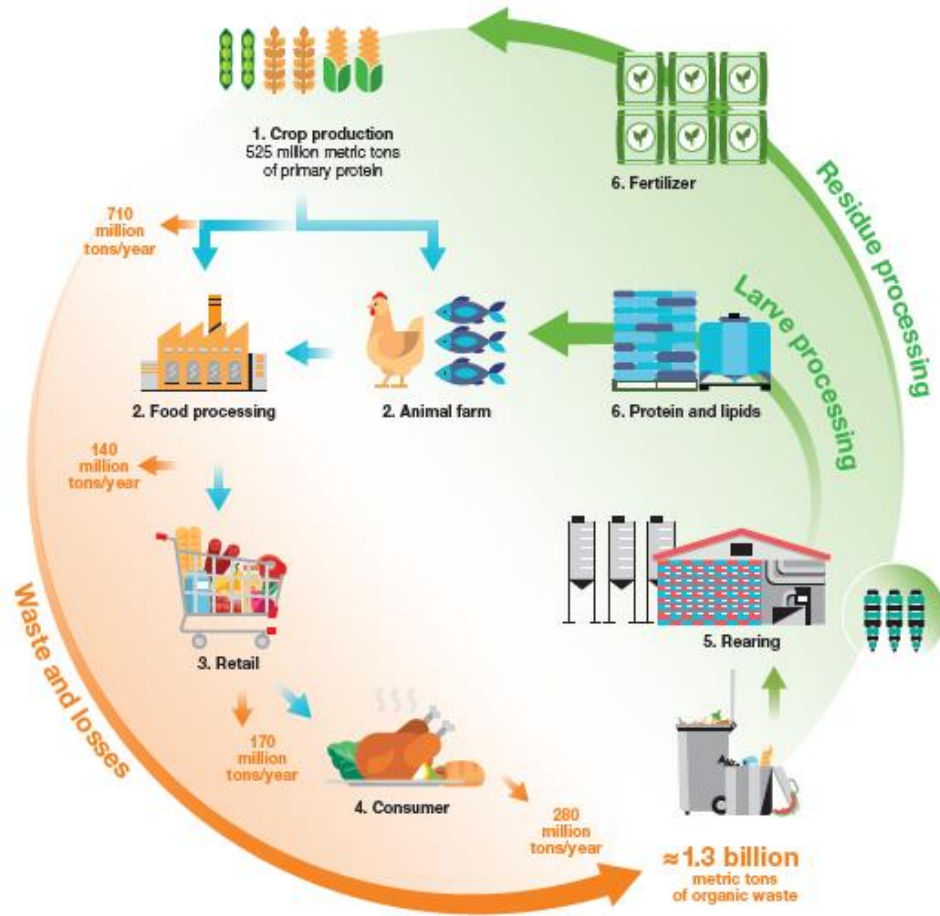 1. Crop production
525 million metric tons
of primary protein
6. Fertilizer
Residue processing
710
million
tons/year
Larve processing
2. Food processing
2. Animal farm
6. Protein and lipids
140
million
tons/year
Waste and losses
3. Retail
5. Rearing
170
million
tons/year
4. Consumer
280
million
tons/year
≈ 1.3 billion
metric tons
of organic waste